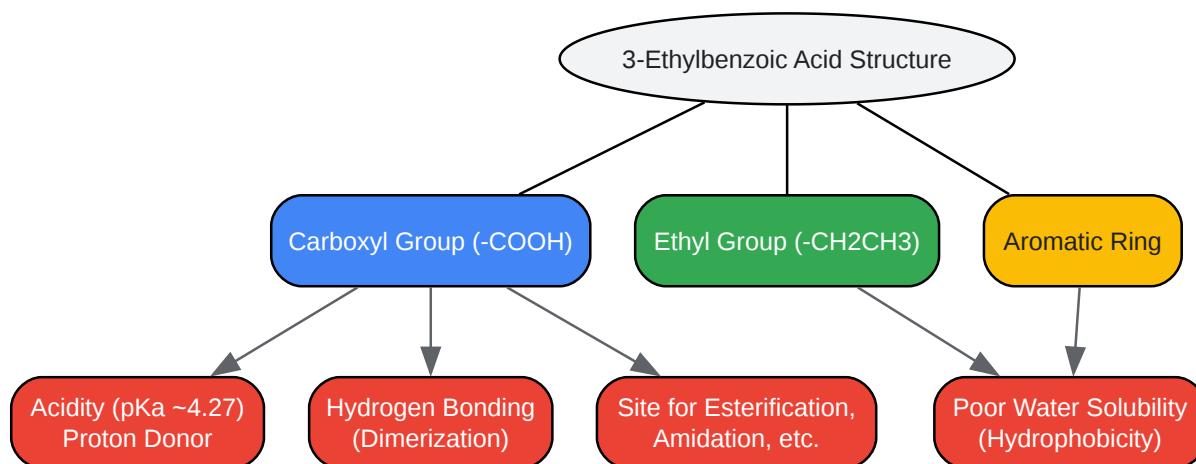 3-Ethylbenzoic Acid Structure
Carboxyl Group (-COOH)
Ethyl Group (-CH2CH3)
Aromatic Ring
Acidity (pKa ~4.27)
Proton Donor
Hydrogen Bonding
(Dimerization)
Site for Esterification,
Amidation, etc.
Poor Water Solubility
(Hydrophobicity)